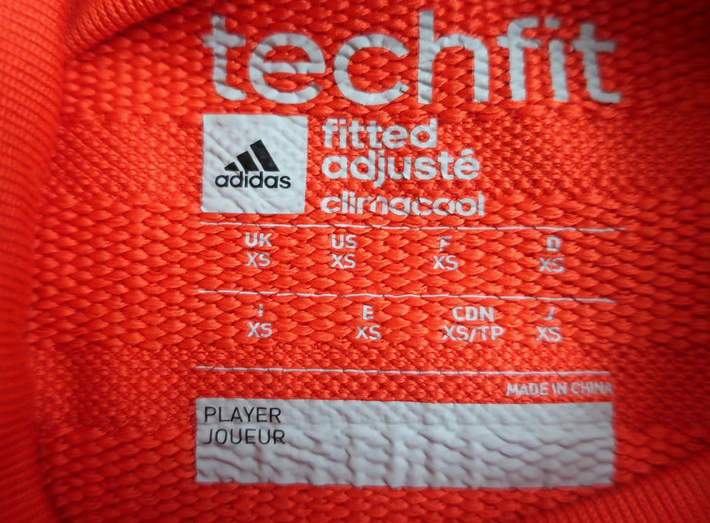 techfit
adidas
fitted
adjusté
climacool
UK US F D
XS XS XS XS
I E CDN J
XS XS XS/TP XS
MADE IN CHINA
PLAYER
JOUEUR